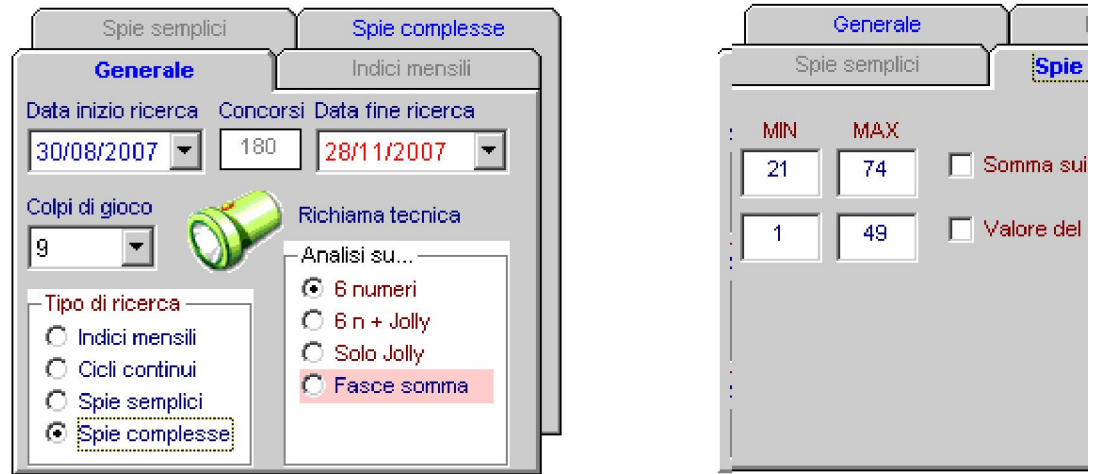 Spie semplici
Spie complesse
Generale
Indici mensili
Data inizio ricerca
Concorsi
Data fine ricerca
30/08/2007
180
28/11/2007
Colpi di gioco
9
Richiama tecnica
Analisi su...
6 numeri
6 n + Jolly
Solo Jolly
Fasce somma
Tipo di ricerca
Indici mensili
Cicli continui
Spie semplici
Spie complesse
Generale
Spie semplici
Spie
MIN
MAX
21
74
Somma sui
1
49
Valore del